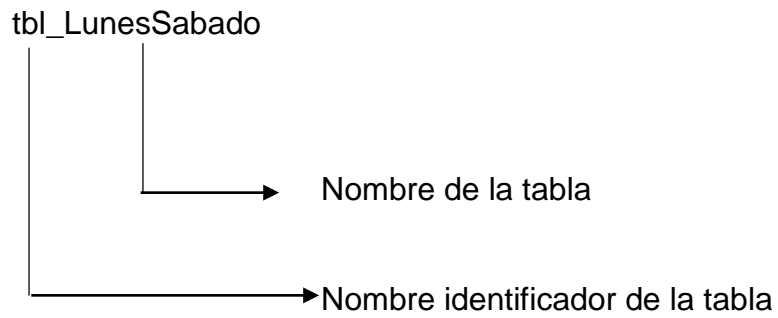 tbl_LunesSabado
Nombre de la tabla
Nombre identificador de la tabla